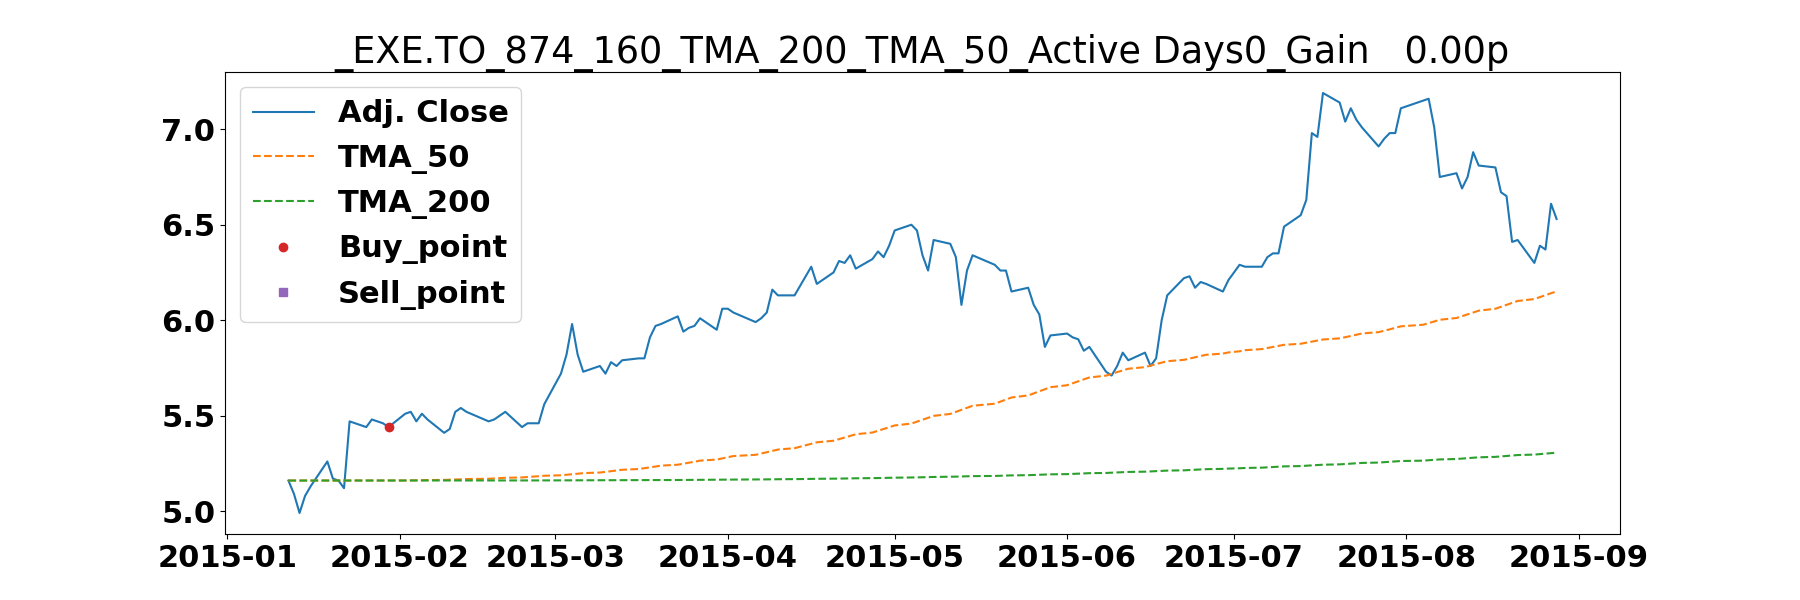 _EXE.TO_874_160_TMA_200_TMA_50_Active Days0_Gain   0.00p
Adj. Close
TMA_50
TMA_200
Buy_point
Sell_point
7.0
6.5
6.0
5.5
5.0
2015-01 2015-02 2015-03 2015-04 2015-05 2015-06 2015-07 2015-08 2015-09